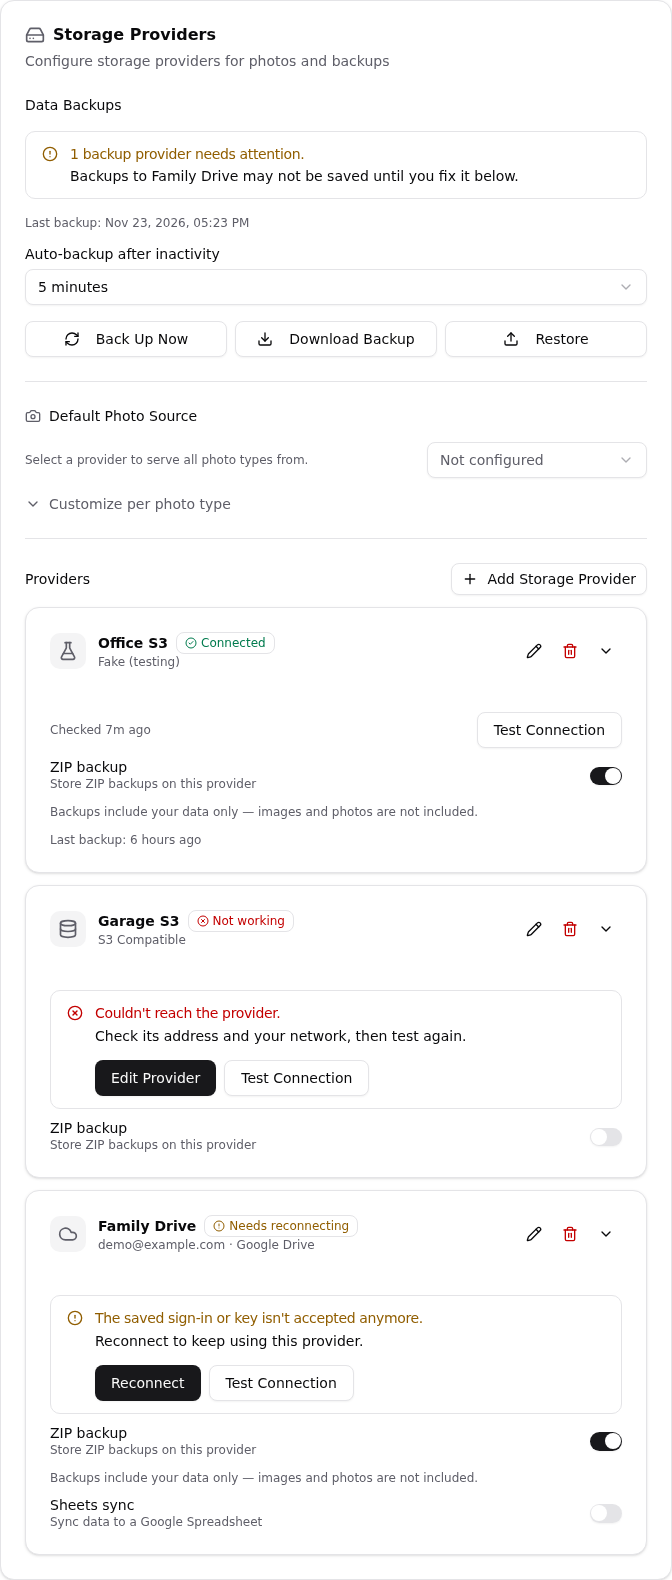 Storage Providers
Configure storage providers for photos and backups
Data Backups
1 backup provider needs attention.
Backups to Family Drive may not be saved until you fix it below.
Last backup: Nov 23, 2026, 05:23 PM
Auto-backup after inactivity
5 minutes
Back Up Now
Download Backup
Restore
Default Photo Source
Select a provider to serve all photo types from.
Not configured
Customize per photo type
Providers
Add Storage Provider
Office S3
Connected
Fake (testing)
Checked 7m ago
Test Connection
ZIP backup
Store ZIP backups on this provider
Backups include your data only — images and photos are not included.
Last backup: 6 hours ago
Garage S3
Not working
S3 Compatible
Couldn't reach the provider.
Check its address and your network, then test again.
Edit Provider
Test Connection
ZIP backup
Store ZIP backups on this provider
Family Drive
Needs reconnecting
demo@example.com · Google Drive
The saved sign-in or key isn't accepted anymore.
Reconnect to keep using this provider.
Reconnect
Test Connection
ZIP backup
Store ZIP backups on this provider
Backups include your data only — images and photos are not included.
Sheets sync
Sync data to a Google Spreadsheet